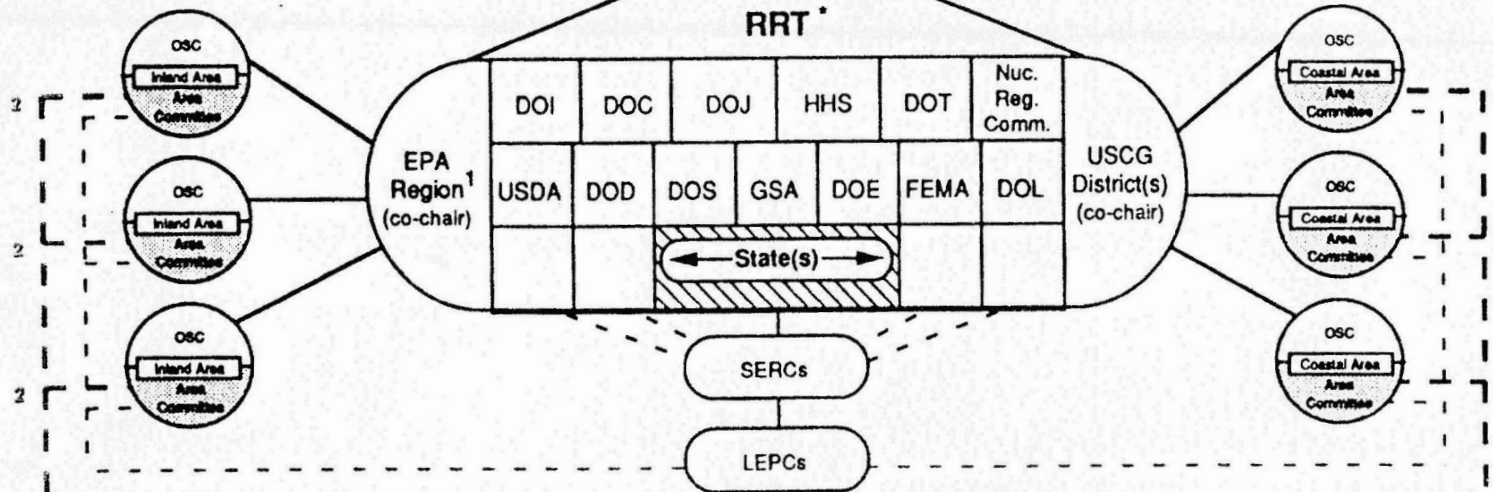 RRT *
OSC
Inland Area
Area
Committee
OSC
Inland Area
Area
Committee
OSC
Inland Area
Area
Committee
2
2
2
EPA
Region1
(co-chair)
DOI DOC DOJ HHS DOT Nuc.
Reg.
Comm.
USDA DOD DOS GSA DOE FEMA DOL
State(s)
USCG
District(s)
(co-chair)
OSC
Coastal Area
Area
Committee
OSC
Coastal Area
Area
Committee
OSC
Coastal Area
Area
Committee
SERCs
LEPCs